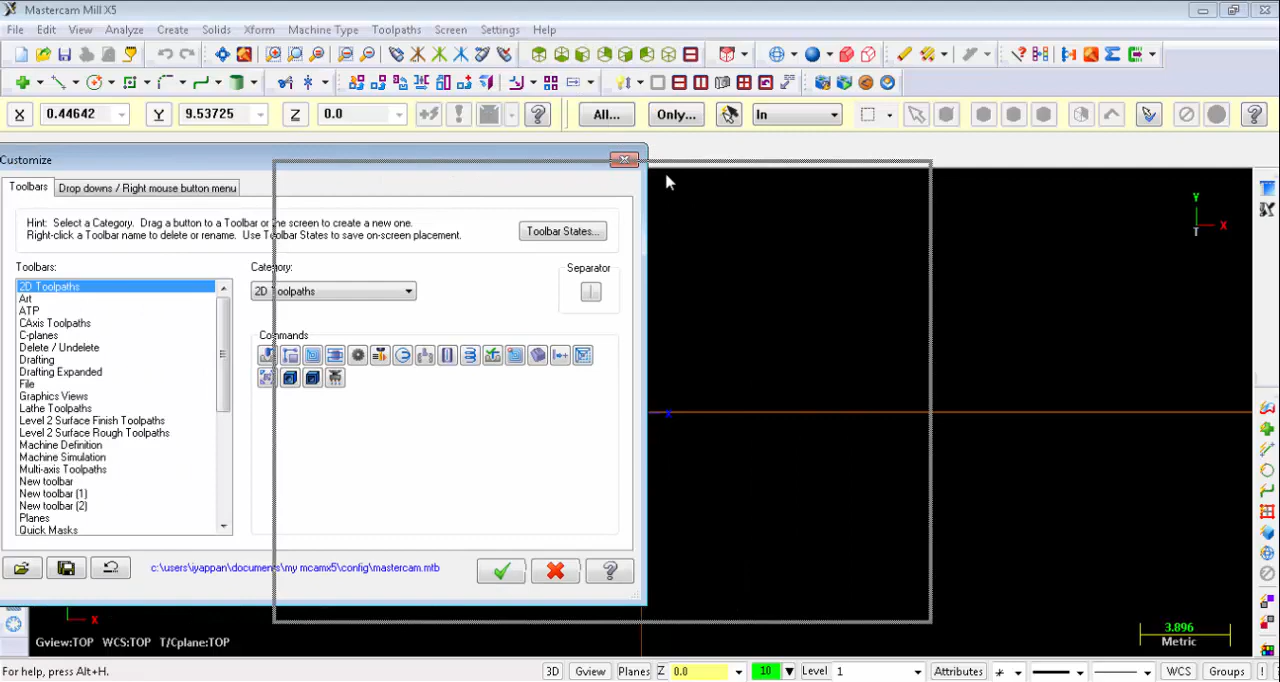 Mastercam Mill X5
File Edit View Analyze Create Solids Xform Machine Type Toolpaths Screen Settings Help
X 0.44642 Y 9.53725 Z 0.0 All... Only... In
Customize
Toolbars Drop downs / Right mouse button menu
Hint: Select a Category. Drag a button to a Toolbar or the screen to create a new one.
Right-click a Toolbar name to delete or rename. Use Toolbar States to save on-screen placement.
Toolbar States...
Toolbars: Category: Separator
2D Toolpaths
Art
ATP
CAxis Toolpaths
C-planes
Delete / Undelete
Drafting
Drafting Expanded
File
Graphics Views
Lathe Toolpaths
Level 2 Surface Finish Toolpaths
Level 2 Surface Rough Toolpaths
Machine Definition
Machine Simulation
Multi-axis Toolpaths
New toolbar
New toolbar (1)
New toolbar (2)
Planes
Quick Masks
2D Toolpaths
Commands
c:\users\iyappan\documents\my mcamx5\config\mastercam.mtb
Y
X
T
X
X
Gview:TOP WCS:TOP T/Cplane:TOP
3.896
Metric
For help, press Alt+H. 3D Gview Planes Z 0.0 10 Level 1 Attributes WCS Groups !